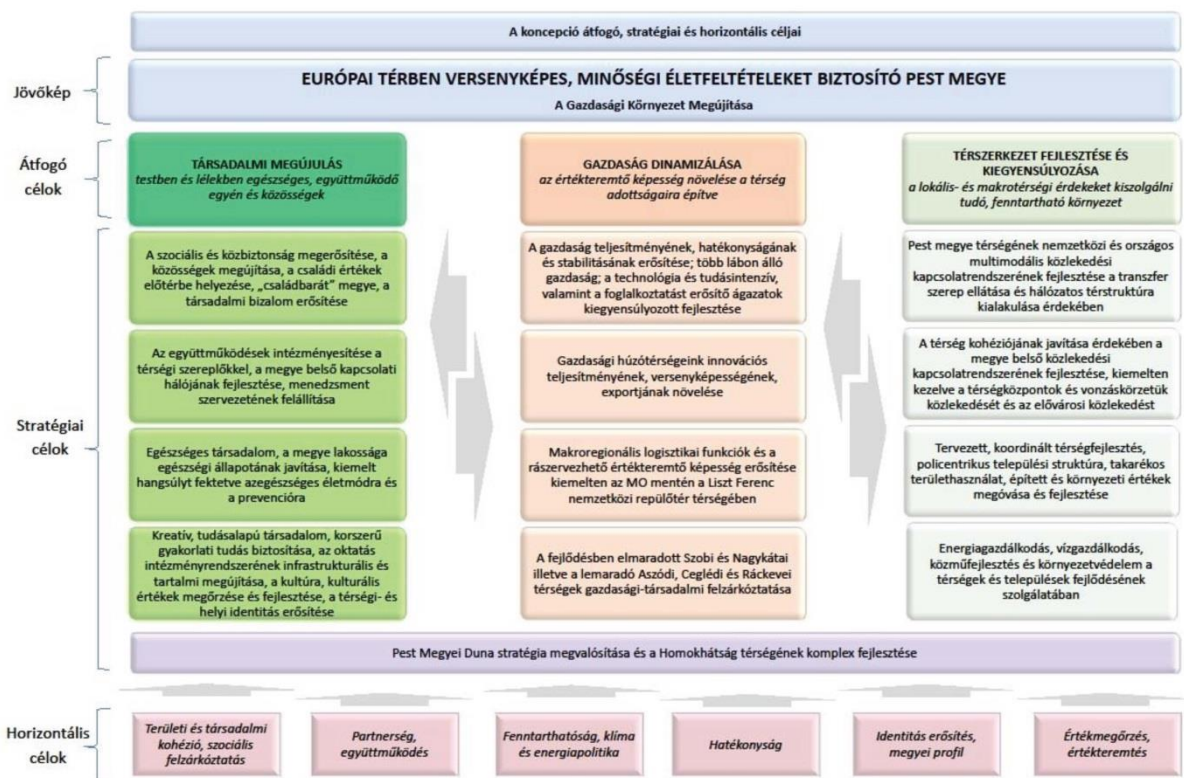 A koncepció átfogó, stratégiai és horizontális céljai
Jövőkép
EURÓPAI TÉRBEN VERSENYKÉPES, MINŐSÉGI ÉLETFELTÉTELEKET BIZTOSÍTÓ PEST MEGYE
A Gazdasági Környezet Megújítása
Átfogó
célok
TÁRSADALMI MEGÚJULÁS
testben és lélekben egészséges, együttműködő
egyén és közösségek
GAZDASÁG DINAMIZÁLÁSA
az értékteremtő képesség növelése a térség
adottságaira építve
TÉRSZERKEZET FEJLESZTÉSE ÉS
KIEGYENSÚLYOZÁSA
a lokális- és makrotérségi érdekeket kiszolgálni
tudó, fenntartható környezet
Stratégiai
célok
A szociális és közbiztonság megerősítése, a
közösségek megújítása, a családi értékek
előtérbe helyezése, „családbarát” megye, a
társadalmi bizalom erősítése
Az együttműködések intézményesítése a
térségi szereplőkkel, a megye belső kapcsolati
hálójának fejlesztése, menedzsment
szervezetének felállítása
Egészséges társadalom, a megye lakossága
egészségi állapotának javítása, kiemelt
hangsúlyt fektetve azegészséges életmódra és
a prevencióra
Kreatív, tudásalapú társadalom, korszerű
gyakorlati tudás biztosítása, az oktatás
intézményrendszerének infrastrukturális és
tartalmi megújítása, a kultúra, kulturális
értékek megőrzése és fejlesztése, a térségi- és
helyi identitás erősítése
A gazdaság teljesítményének, hatékonyságának
és stabilitásának erősítése; több lábon álló
gazdaság; a technológia és tudásintenzív,
valamint a foglalkoztatást erősítő ágazatok
kiegyensúlyozott fejlesztése
Gazdasági húzótérségeink innovációs
teljesítményének, versenyképességének,
exportjának növelése
Makroregionális logisztikai funkciók és a
rászervezhető értékteremtő képesség erősítése
kiemelten az MO mentén a Liszt Ferenc
nemzetközi repülőtér térségében
A fejlődésben elmaradott Szobi és Nagykátai
illetve a lemaradó Aszódi, Ceglédi és Ráckevei
térségek gazdasági-társadalmi felzárkóztatása
Pest megye térségének nemzetközi és országos
multimodális közlekedési
kapcsolatrendszerének fejlesztése a transzfer
szerep ellátása és hálózatos térstruktúra
kialakulása érdekében
A térség kohéziójának javítása érdekében a
megye belső közlekedési
kapcsolatrendszerének fejlesztése, kiemelten
kezelve a térségközpontok és vonzáskörzetük
közlekedését és az elővárosi közlekedést
Tervezett, koordinált térségfejlesztés,
policentrikus települési struktúra, takarékos
területhasználat, épített és környezeti értékek
megóvása és fejlesztése
Energiagazdálkodás, vízgazdálkodás,
közműfejlesztés és környezetvédelem a
térségek és települések fejlődésének
szolgálatában
Pest Megyei Duna stratégia megvalósítása és a Homokhátság térségének komplex fejlesztése
Horizontális
célok
Területi és társadalmi
kohézió, szociális
felzárkóztatás
Partnerség,
együttműködés
Fenntarthatóság, klíma
és energiapolitika
Hatékonyság
Identitás erősítés,
megyei profil
Értékmegőrzés,
értékteremtés